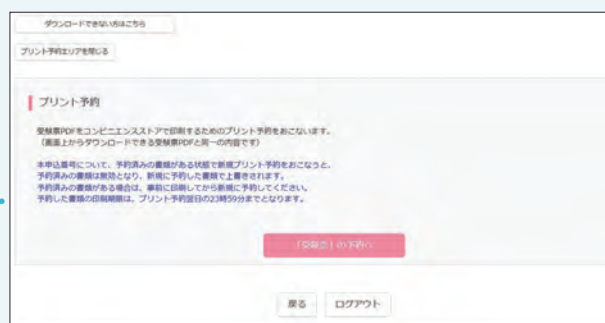 ダウンロードできない方はこちら
プリント予約エリアを閉じる
プリント予約
受験票PDFをコンビニエンスストアで印刷するためのプリント予約をおこないます。
(画面上からダウンロードできる受験票PDFと同一の内容です)
本申込番号について、予約済みの書類がある状態で新規プリント予約をおこなうと、
予約済みの書類は無効となり、新規に予約した書類で上書きされます。
予約済みの書類がある場合は、事前に印刷してから新規に予約してください。
予約した書類の印刷期限は、プリント予約翌日の23時59分までとなります。
「受験票」の予約へ
戻る ログアウト